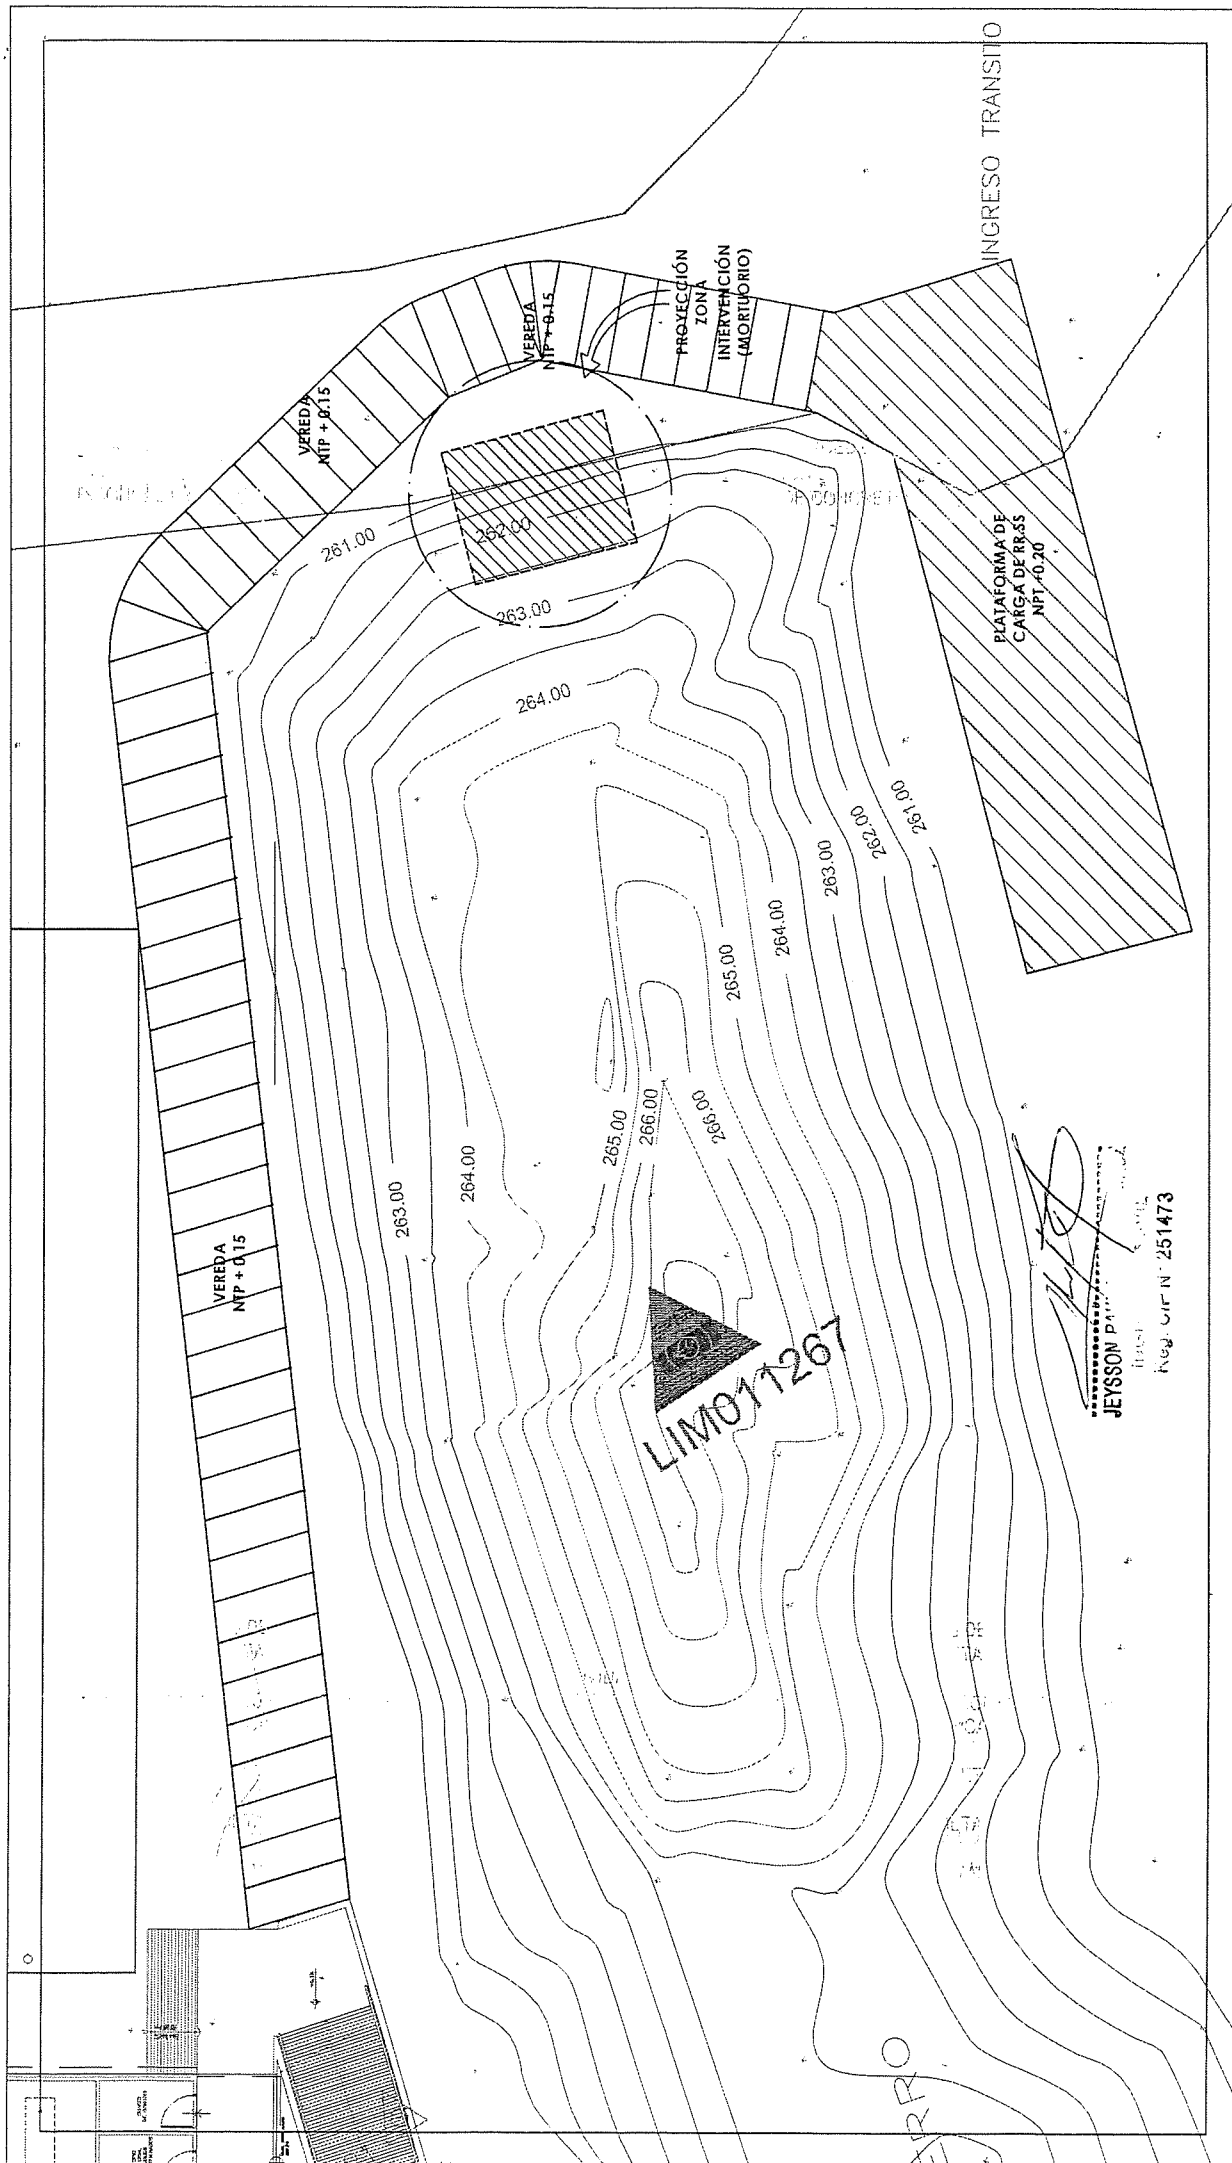 INGRESO TRANSITO
VEREDA
NTP + 0.15
PROYECCIÓN
ZONA
INTERVENCIÓN
(MORTUORIO)
VEREDA
NTP + 0.15
261.00
262.00
263.00
264.00
PLATAFORMA DE
CARGA DE RR.SS
NPT.+0.20
261.00
262.00
263.00
264.00
265.00
266.00
266.00
265.00
264.00
263.00
VEREDA
NTP + 0.15
LIM011267
JEYSSON
251473